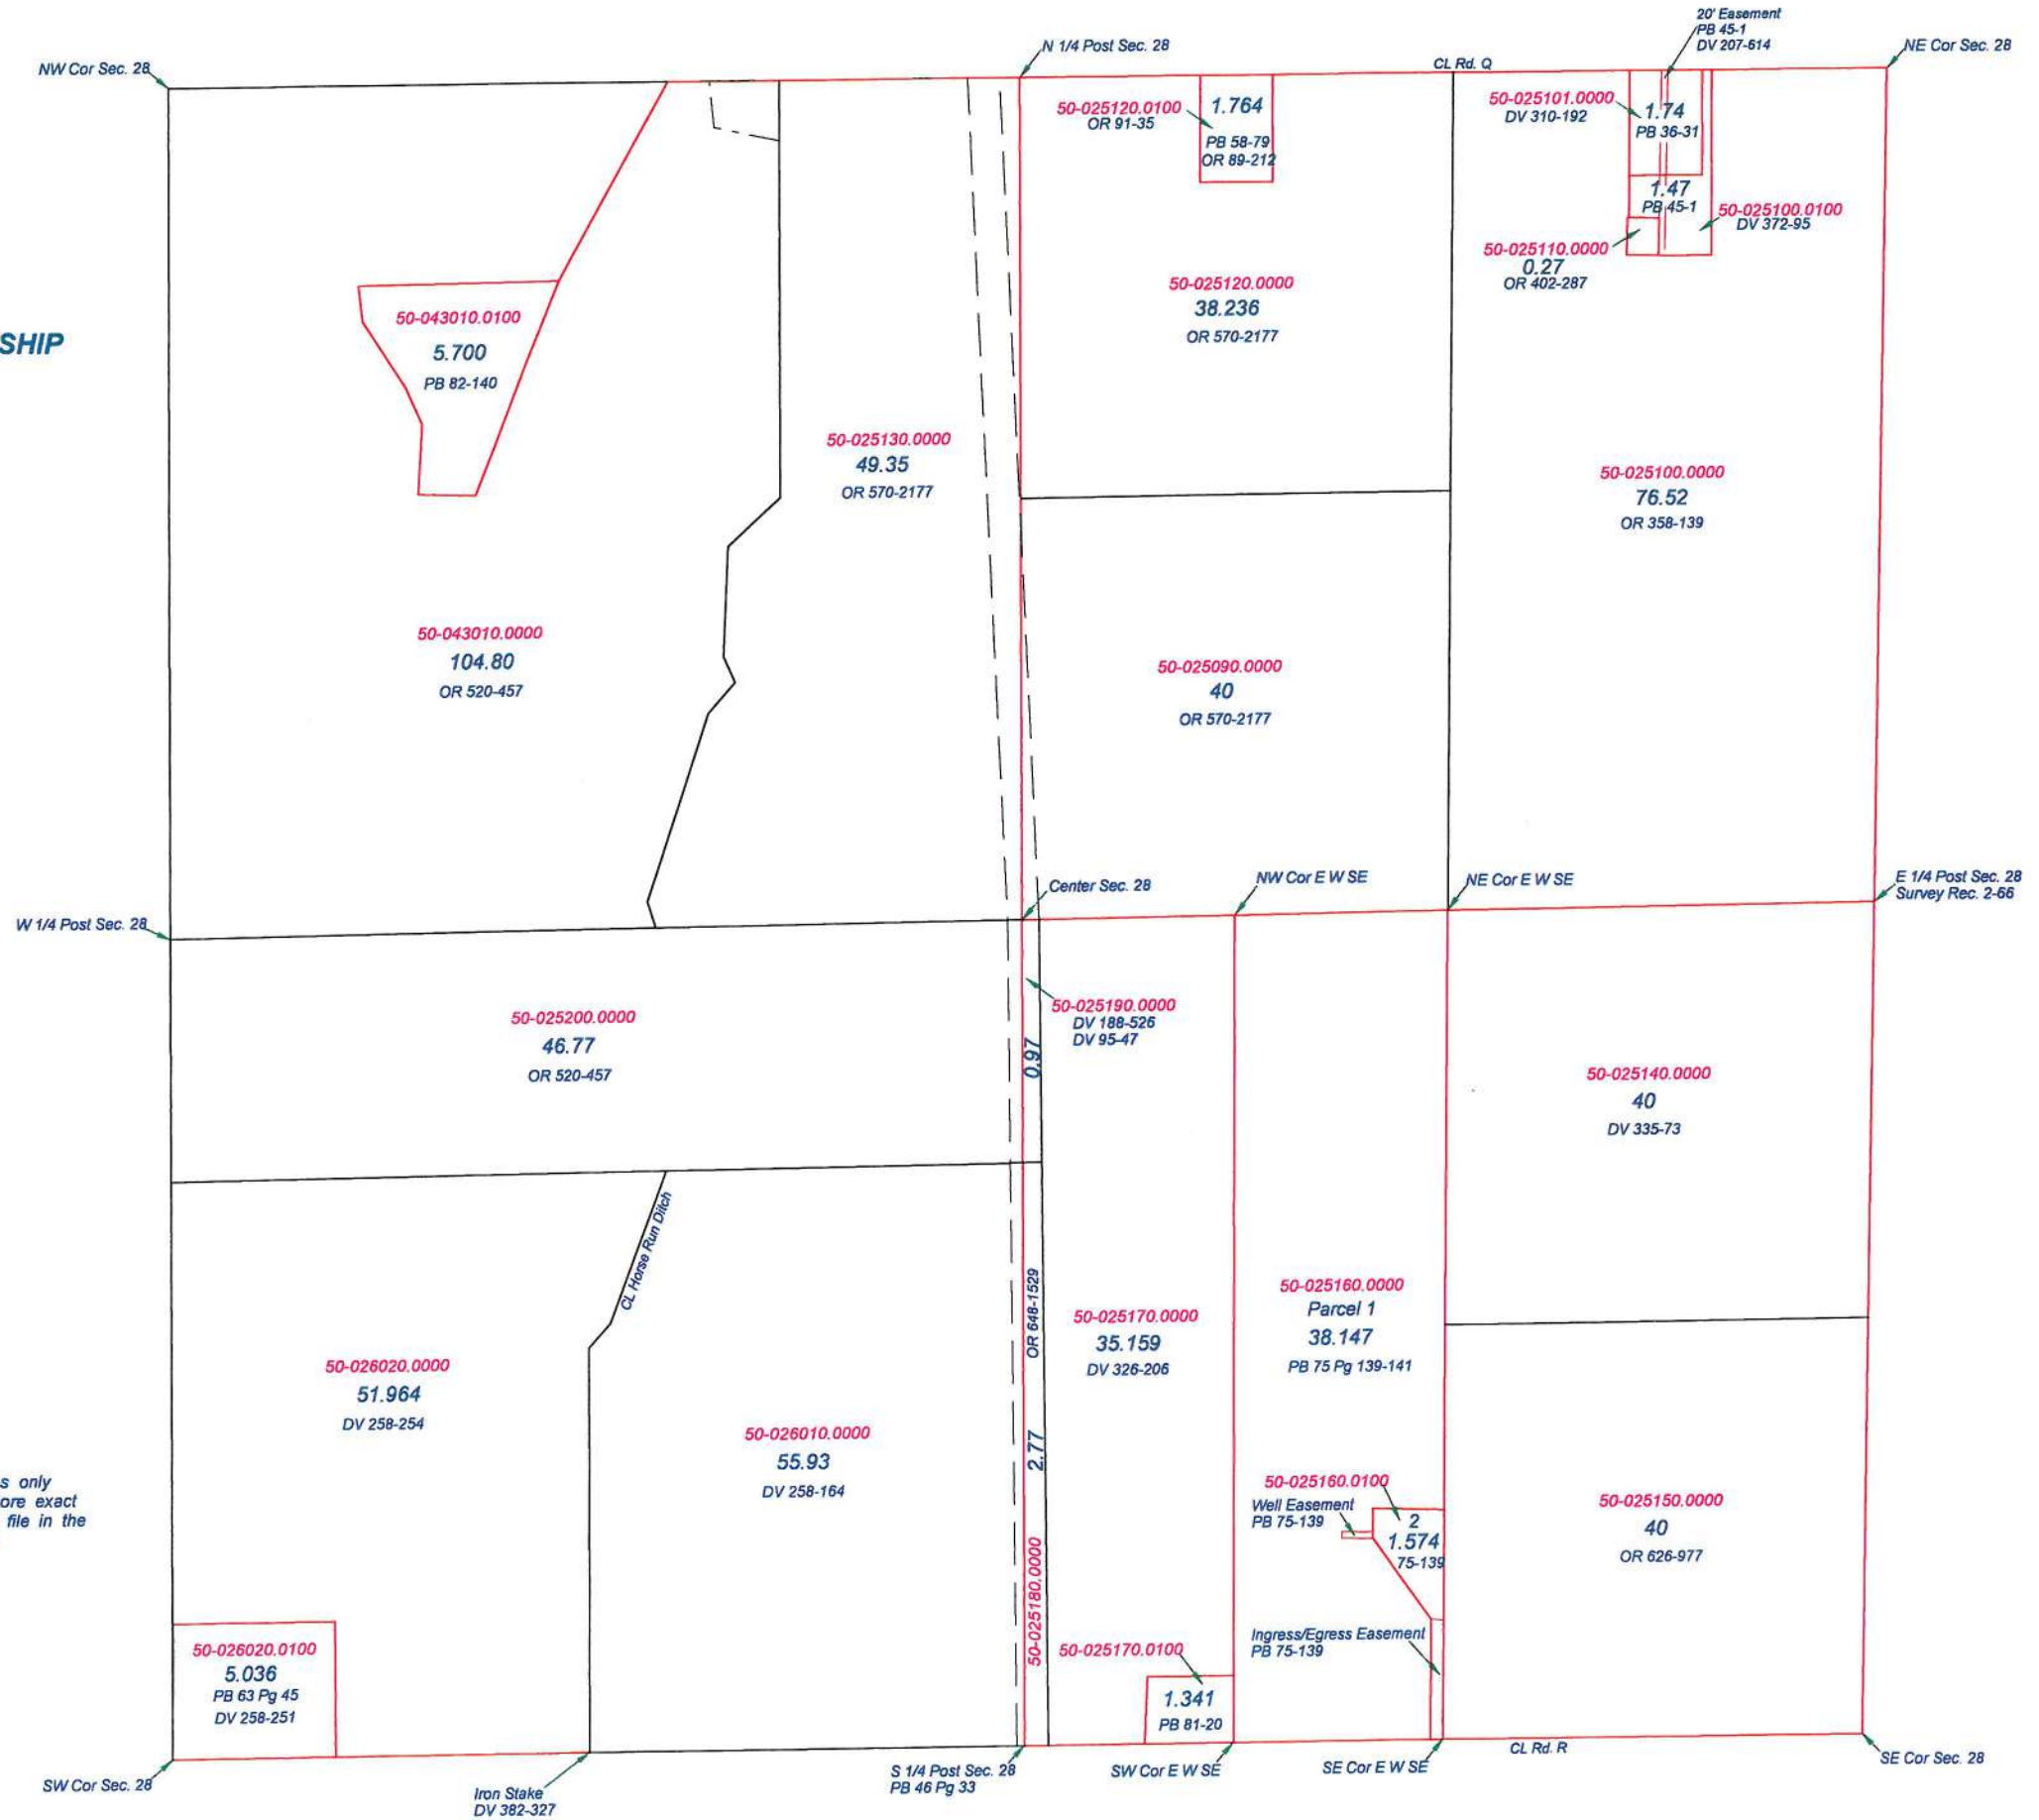 20' Easement
PB 45-1
DV 207-614
NW Cor Sec. 28
N 1/4 Post Sec. 28
CL Rd. Q
NE Cor Sec. 28
50-025120.0100
OR 91-35
1.764
PB 58-79
OR 89-212
50-025101.0000
DV 310-192
1.74
PB 36-31
1.47
PB 45-1
50-025100.0100
DV 372-95
50-025110.0000
0.27
OR 402-287
SHIP
50-043010.0100
5.700
PB 82-140
50-025120.0000
38.236
OR 570-2177
50-025130.0000
49.35
OR 570-2177
50-025100.0000
76.52
OR 358-139
50-043010.0000
104.80
OR 520-457
50-025090.0000
40
OR 570-2177
W 1/4 Post Sec. 28
Center Sec. 28
NW Cor E W SE
NE Cor E W SE
E 1/4 Post Sec. 28
Survey Rec. 2-66
50-025200.0000
46.77
OR 520-457
50-025190.0000
DV 188-526
DV 95-47
0.97
50-025140.0000
40
DV 335-73
CL Horse Run Ditch
OR 648-1529
2.77
50-025180.0000
50-025170.0000
35.159
DV 326-206
50-025160.0000
Parcel 1
38.147
PB 75 Pg 139-141
50-026020.0000
51.964
DV 258-254
50-026010.0000
55.93
DV 258-164
s only
ore exact
file in the
50-025160.0100
Well Easement
PB 75-139
2
1.574
75-139
50-025150.0000
40
OR 626-977
50-026020.0100
5.036
PB 63 Pg 45
DV 258-251
50-025170.0100
1.341
PB 81-20
Ingress/Egress Easement
PB 75-139
SW Cor Sec. 28
Iron Stake
DV 382-327
S 1/4 Post Sec. 28
PB 46 Pg 33
SW Cor E W SE
SE Cor E W SE
CL Rd. R
SE Cor Sec. 28